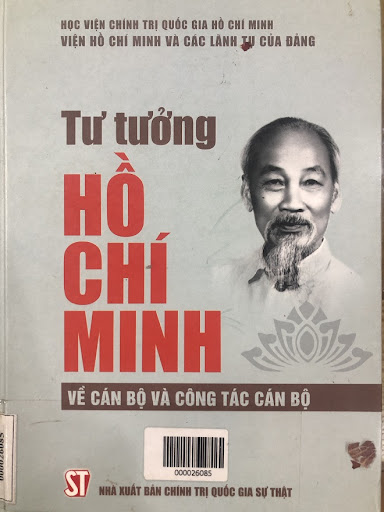 HỌC VIỆN CHÍNH TRỊ QUỐC GIA HỒ CHÍ MINH
VIỆN HỒ CHÍ MINH VÀ CÁC LÃNH TỤ CỦA ĐẢNG
Tư tưởng
HỒ
CHÍ
MINH
VỀ CÁN BỘ VÀ CÔNG TÁC CÁN BỘ
000026085
000026085
ST
NHÀ XUẤT BẢN CHÍNH TRỊ QUỐC GIA SỰ THẬT